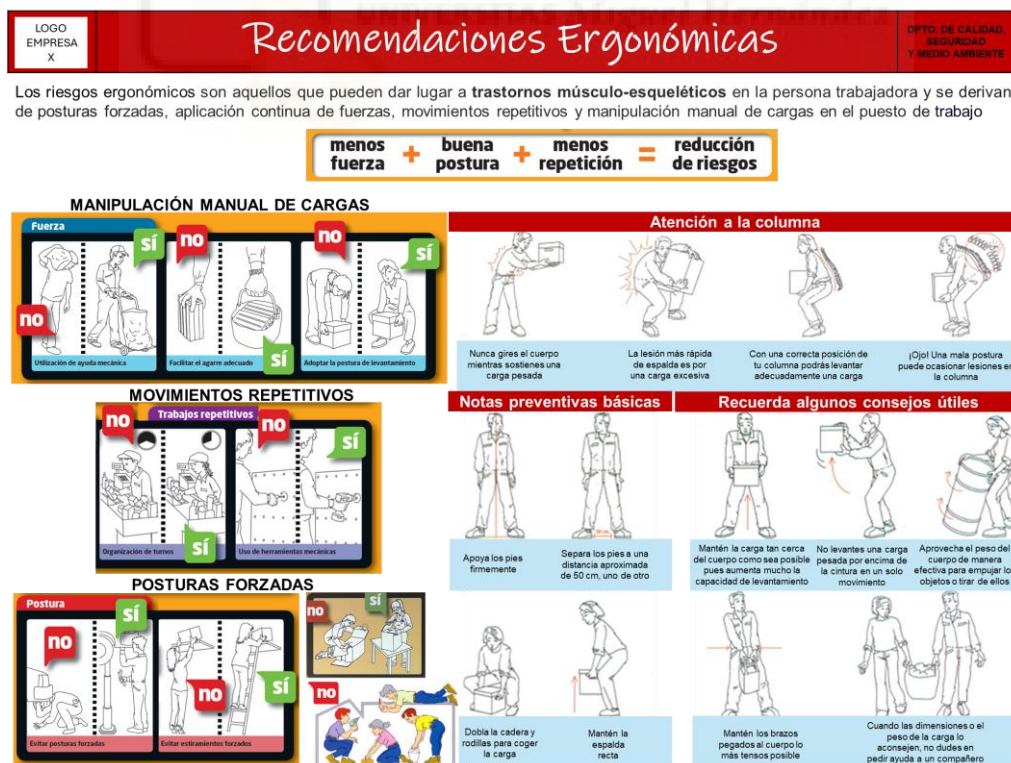 UNIVERSITAS Miguel Hernández
LOGO
EMPRESA
X
Recomendaciones Ergonómicas
DPTO. DE CALIDAD,
SEGURIDAD
Y MEDIO AMBIENTE
Los riesgos ergonómicos son aquellos que pueden dar lugar a trastornos músculo-esqueléticos en la persona trabajadora y se derivan
de posturas forzadas, aplicación continua de fuerzas, movimientos repetitivos y manipulación manual de cargas en el puesto de trabajo
menos fuerza + buena postura + menos repetición = reducción de riesgos
MANIPULACIÓN MANUAL DE CARGAS
Fuerza
no
sí
no
sí
no
sí
Utilización de ayuda mecánica
Facilitar el agarre adecuado
Adoptar la postura de levantamiento
MOVIMIENTOS REPETITIVOS
Trabajos repetitivos
no
sí
no
sí
Organización de turnos
Uso de herramientas mecánicas
POSTURAS FORZADAS
Postura
no
sí
no
sí
Evitar posturas forzadas
Evitar estiramientos forzados
no
sí
no
Atención a la columna
Nunca gires el cuerpo
mientras sostienes una
carga pesada
La lesión más rápida
de espalda es por
una carga excesiva
Con una correcta posición de
tu columna podrás levantar
adecuadamente una carga
¡Ojo! Una mala postura
puede ocasionar lesiones en
la columna
Notas preventivas básicas
Apoya los pies
firmemente
Separa los pies a una
distancia aproximada
de 50 cm, uno de otro
Dobla la cadera y
rodillas para coger
la carga
Mantén la
espalda
recta
Recuerda algunos consejos útiles
Mantén la carga tan cerca
del cuerpo como sea posible
pues aumenta mucho la
capacidad de levantamiento
No levantes una carga
pesada por encima de
la cintura en un solo
movimiento
Aprovecha el peso del
cuerpo de manera
efectiva para empujar lo
objetos o tirar de ellos
Mantén los brazos
pegados al cuerpo lo
más tensos posible
Cuando las dimensiones o el
peso de la carga lo
aconsejen, no dudes en
pedir ayuda a un compañero